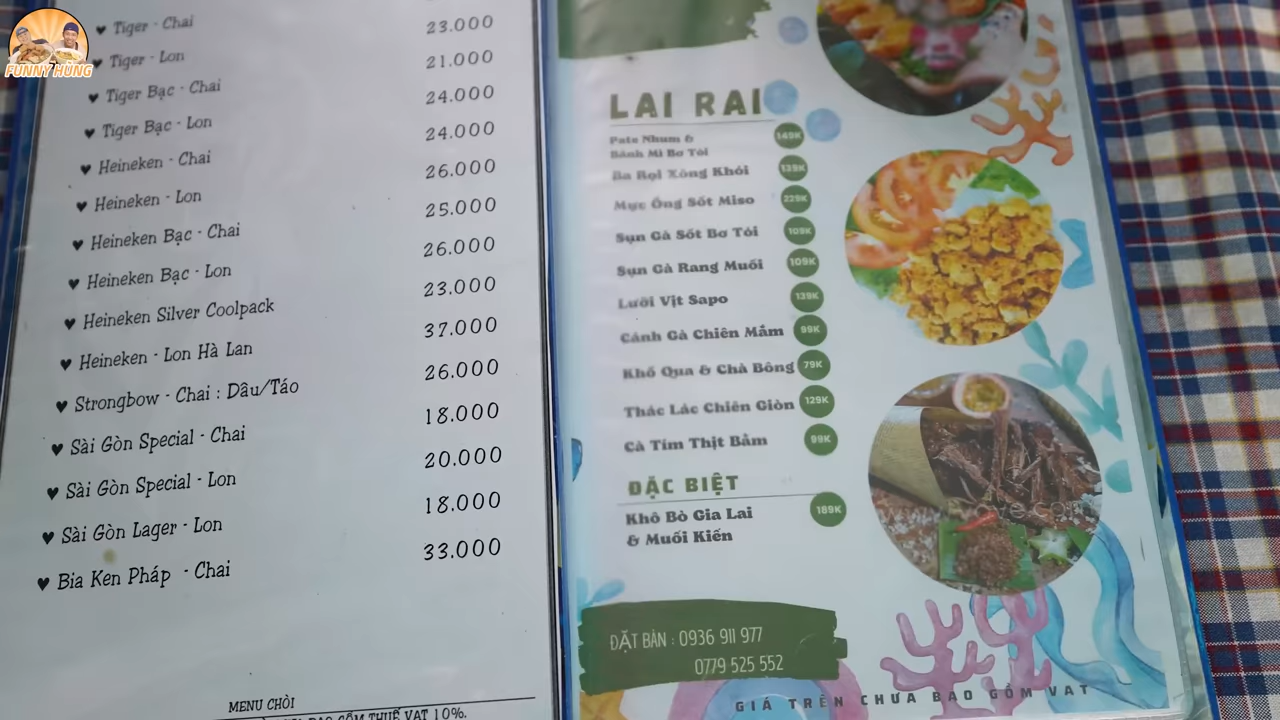 FUNNY HÙNG
♥ Tiger - Chai
♥ Tiger - Lon 23.000
♥ Tiger Bạc - Chai 21.000
♥ Tiger Bạc - Lon 24.000
♥ Heineken - Chai 24.000
♥ Heineken - Lon 26.000
♥ Heineken Bạc - Chai 25.000
♥ Heineken Bạc - Lon 26.000
♥ Heineken Silver Coolpack 23.000
♥ Heineken - Lon Hà Lan 37.000
♥ Strongbow - Chai : Dâu/Táo 26.000
♥ Sài Gòn Special - Chai 18.000
♥ Sài Gòn Special - Lon 20.000
♥ Sài Gòn Lager - Lon 18.000
♥ Bia Ken Pháp - Chai 33.000
MENU CHÒI
BAO GỒM THUẾ VAT 10%.
LAI RAI
Pate Nhum &
Bánh Mì Bơ Tỏi 149K
Ba Rọi Xông Khói 139K
Mực Ống Sốt Miso 229K
Sụn Gà Sốt Bơ Tỏi 109K
Sụn Gà Rang Muối 109K
Lưỡi Vịt Sapo 139K
Cánh Gà Chiên Mắm 99K
Khổ Qua & Chà Bông 79K
Thác Lác Chiên Giòn 129K
Cà Tím Thịt Bằm 99K
ĐẶC BIỆT
Khô Bò Gia Lai 189K
& Muối Kiến
ĐẶT BÀN : 0936 911 977
0779 525 552
GIÁ TRÊN CHƯA BAO GỒM VAT